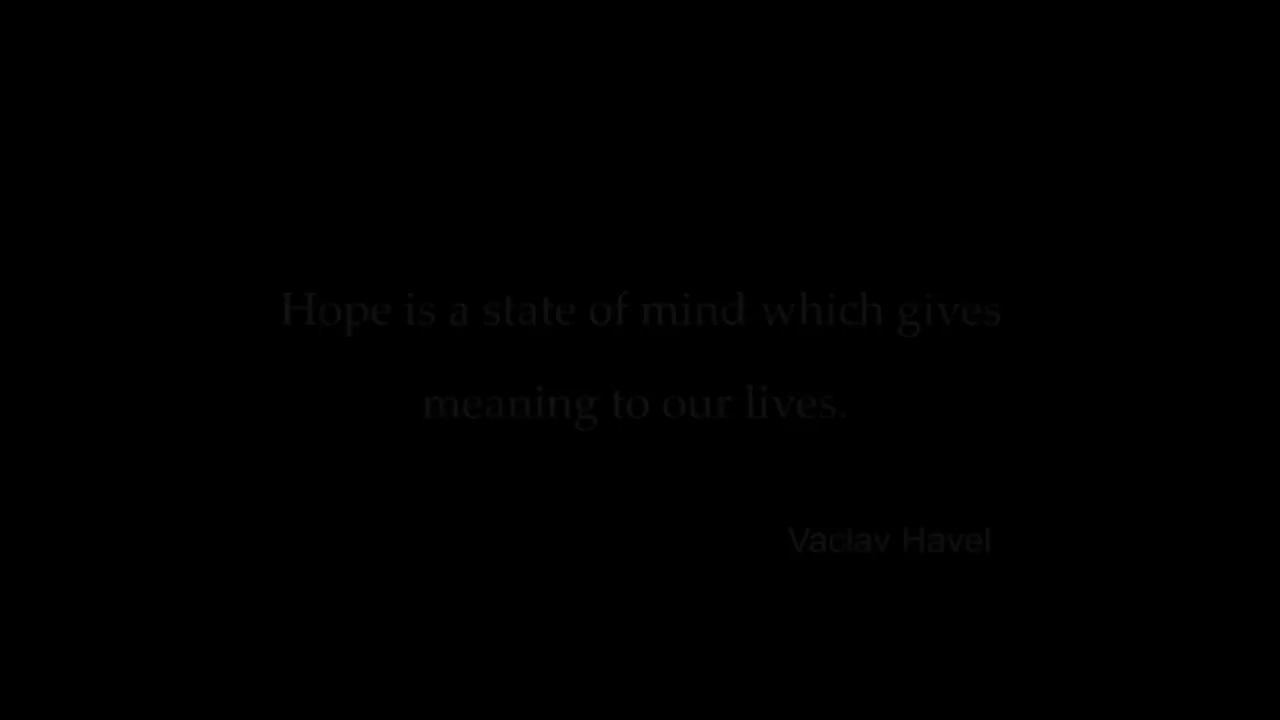 Hope is a state of mind which gives
meaning to our lives.
Vaclav Havel